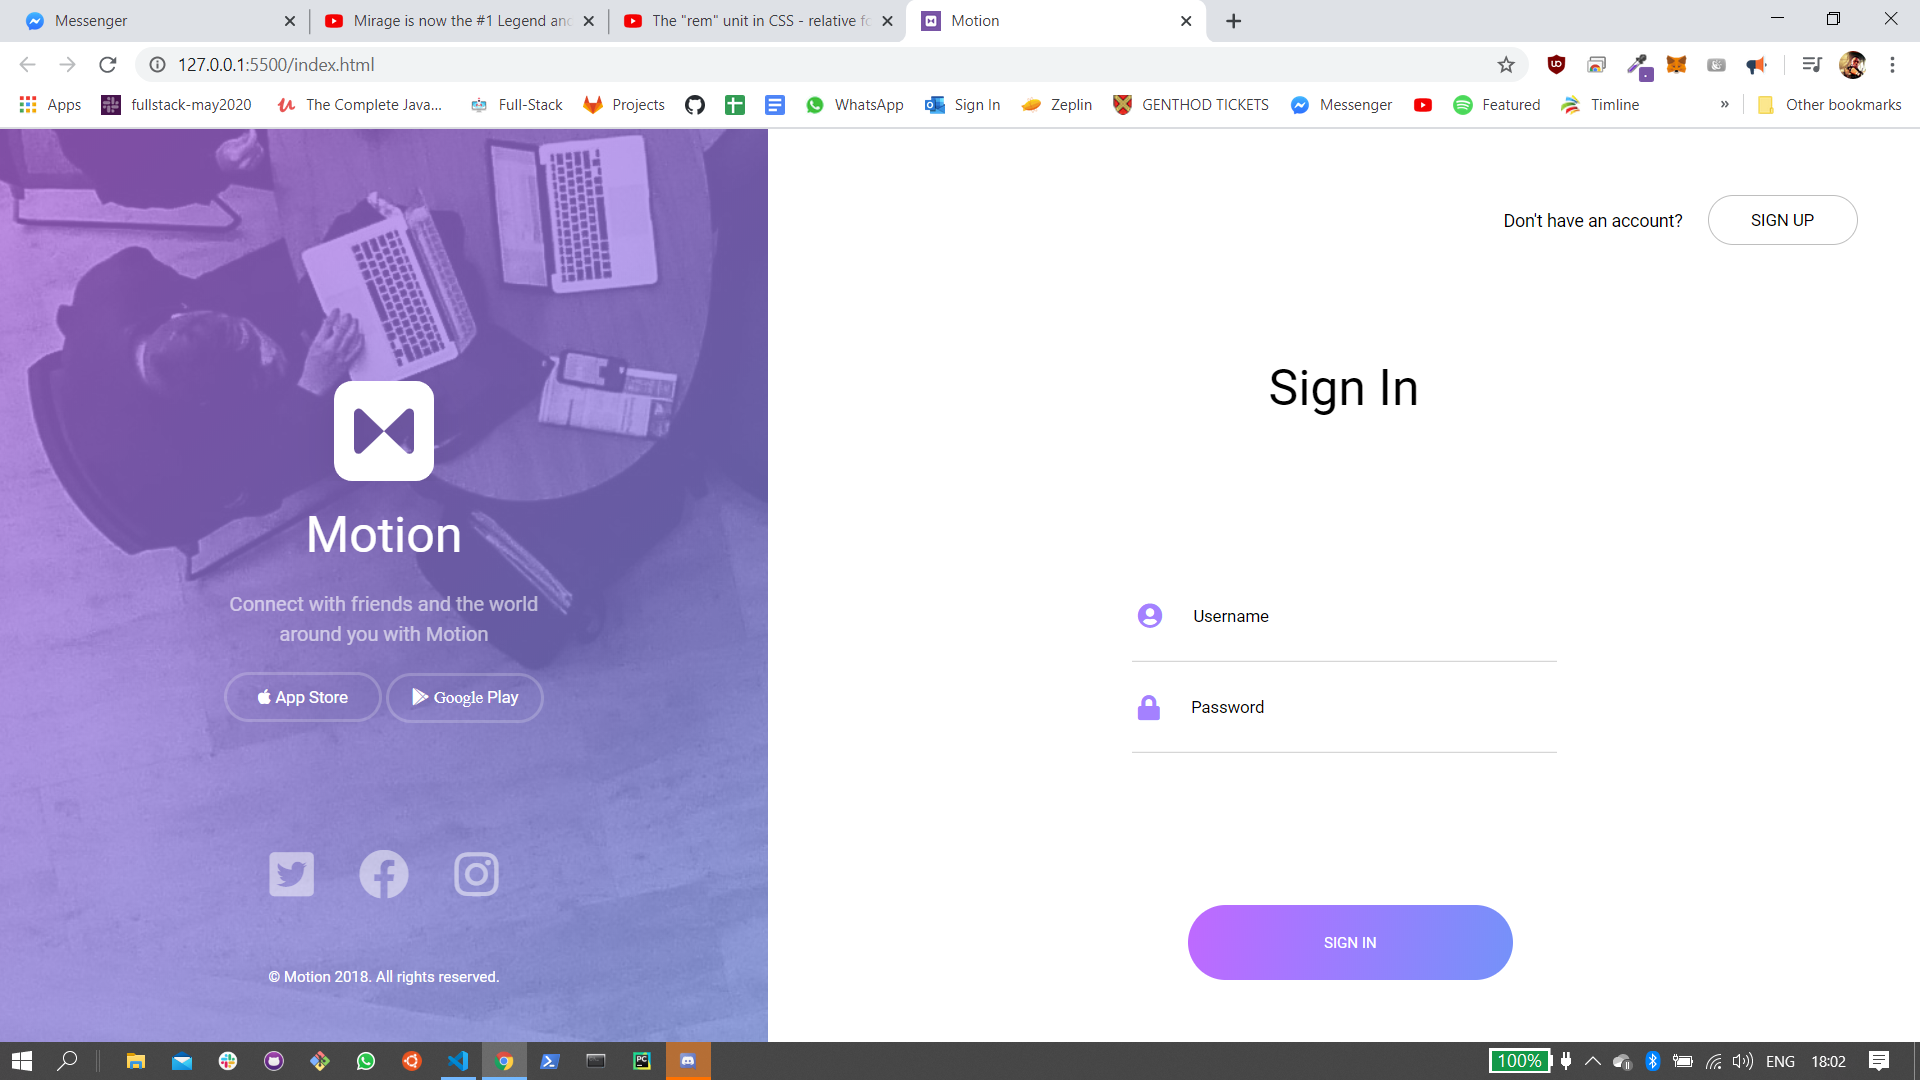 Messenger
Mirage is now the #1 Legend and
The "rem" unit in CSS - relative fo
Motion
127.0.0.1:5500/index.html
Apps
fullstack-may2020
The Complete Java...
Full-Stack
Projects
WhatsApp
Sign In
Zeplin
GENTHOD TICKETS
Messenger
Featured
Timline
»
Other bookmarks
Don't have an account?
SIGN UP
Sign In
Motion
Connect with friends and the world
around you with Motion
App Store
Google Play
Username
Password
SIGN IN
© Motion 2018. All rights reserved.
100%
ENG
18:02